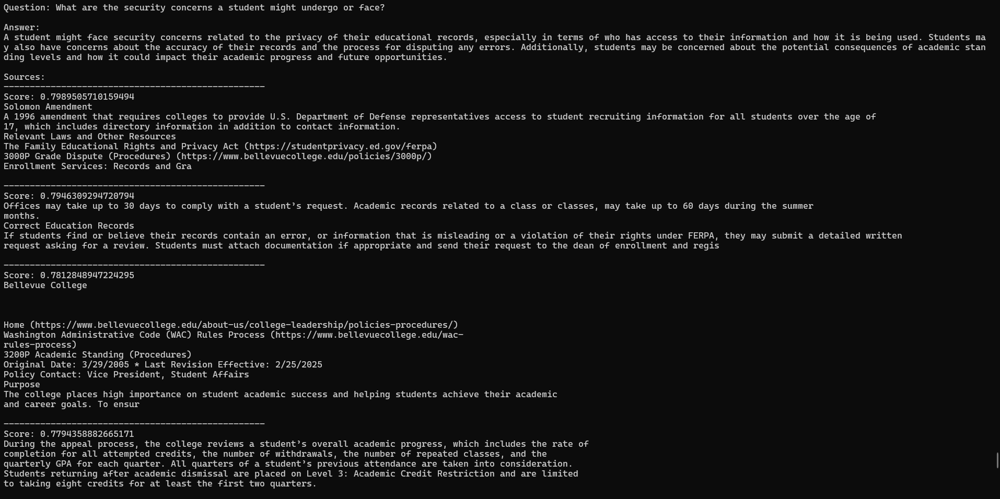 Question: What are the security concerns a student might undergo or face?
Answer:
A student might face security concerns related to the privacy of their educational records, especially in terms of who has access to their information and how it is being used. Students ma
y also have concerns about the accuracy of their records and the process for disputing any errors. Additionally, students may be concerned about the potential consequences of academic stan
ding levels and how it could impact their academic progress and future opportunities.
Sources:
--------------------------------------------------
Score: 0.7989505710159494
Solomon Amendment
A 1996 amendment that requires colleges to provide U.S. Department of Defense representatives access to student recruiting information for all students over the age of
17, which includes directory information in addition to contact information.
Relevant Laws and Other Resources
The Family Educational Rights and Privacy Act (https://studentprivacy.ed.gov/ferpa)
3000P Grade Dispute (Procedures) (https://www.bellevuecollege.edu/policies/3000p/)
Enrollment Services: Records and Gra
--------------------------------------------------
Score: 0.7946309294720794
Offices may take up to 30 days to comply with a student’s request. Academic records related to a class or classes, may take up to 60 days during the summer
months.
Correct Education Records
If students find or believe their records contain an error, or information that is misleading or a violation of their rights under FERPA, they may submit a detailed written
request asking for a review. Students must attach documentation if appropriate and send their request to the dean of enrollment and regis
--------------------------------------------------
Score: 0.7812848947224295
Bellevue College
Home (https://www.bellevuecollege.edu/about-us/college-leadership/policies-procedures/)
Washington Administrative Code (WAC) Rules Process (https://www.bellevuecollege.edu/wac-
rules-process)
3200P Academic Standing (Procedures)
Original Date: 3/29/2005 * Last Revision Effective: 2/25/2025
Policy Contact: Vice President, Student Affairs
Purpose
The college places high importance on student academic success and helping students achieve their academic
and career goals. To ensur
--------------------------------------------------
Score: 0.7794358882665171
During the appeal process, the college reviews a student’s overall academic progress, which includes the rate of
completion for all attempted credits, the number of withdrawals, the number of repeated classes, and the
quarterly GPA for each quarter. All quarters of a student’s previous attendance are taken into consideration.
Students returning after academic dismissal are placed on Level 3: Academic Credit Restriction and are limited
to taking eight credits for at least the first two quarters.